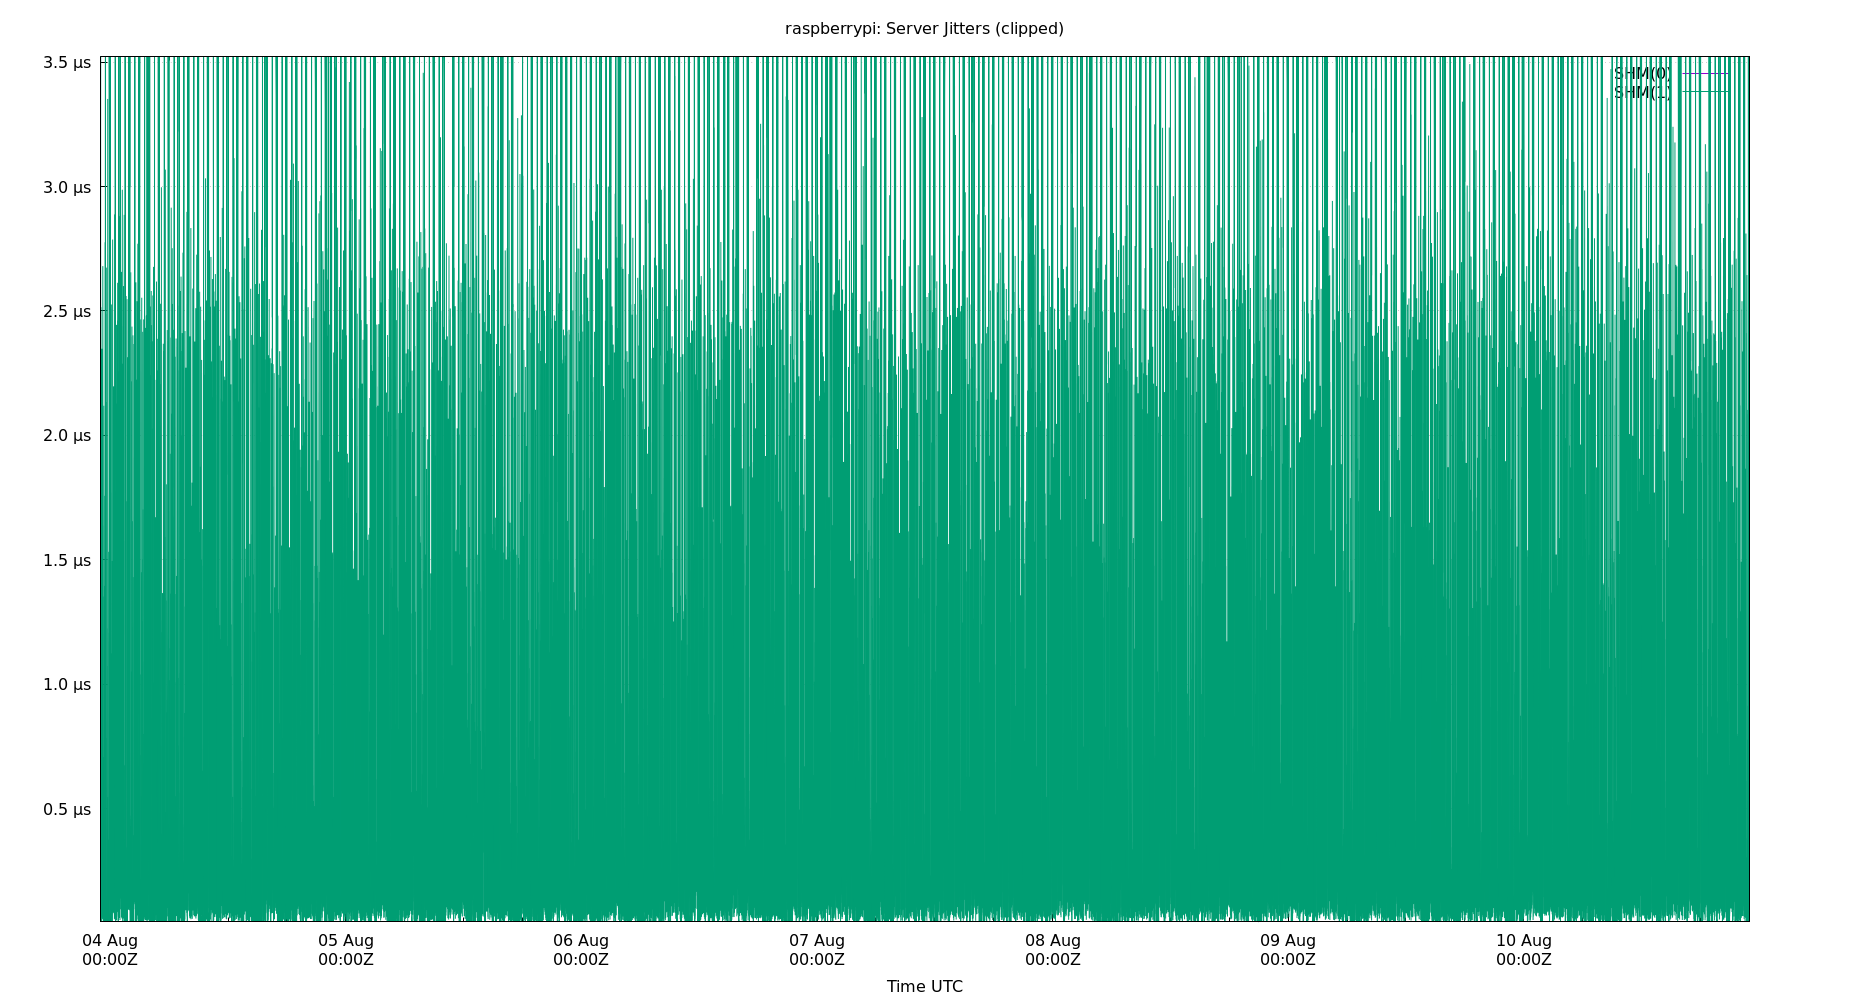 raspberrypi: Server Jitters (clipped)
3.5 µs
SHM(0)
SHM(1)
3.0 µs
2.5 µs
2.0 µs
1.5 µs
1.0 µs
0.5 µs
04 Aug 05 Aug 06 Aug 07 Aug 08 Aug 09 Aug 10 Aug
00:00Z 00:00Z 00:00Z 00:00Z 00:00Z 00:00Z 00:00Z
Time UTC